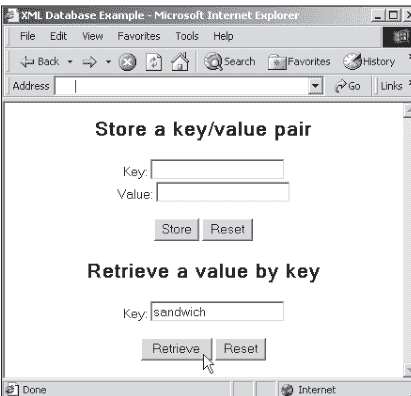 XML Database Example - Microsoft Internet Explorer
File Edit View Favorites Tools Help
Back Search Favorites History
Address Go Links
Store a key/value pair
Key:
Value:
Store Reset
Retrieve a value by key
Key: sandwich
Retrieve Reset
Done Internet